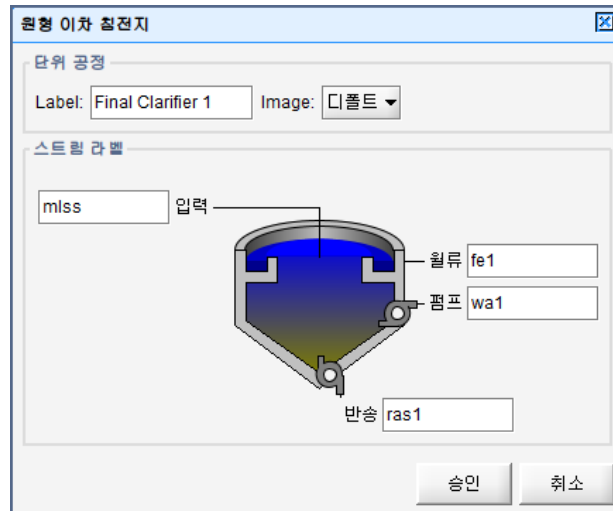 원형 이차 침전지
단위 공정
Label: Final Clarifier 1 Image: 디폴트
스트림 라벨
mlss 입력
월류 fe1
펌프 wa1
반송 ras1
승인 취소